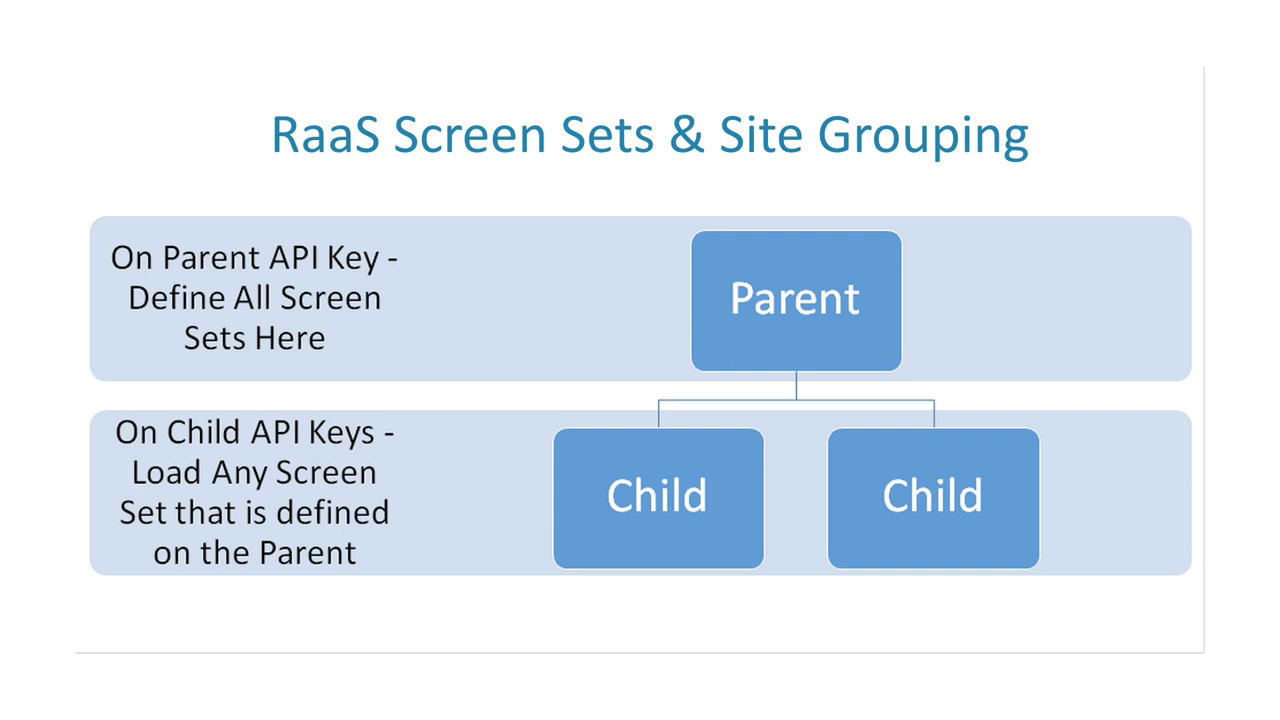 RaaS Screen Sets & Site Grouping
On Parent API Key -
Define All Screen
Sets Here
Parent
On Child API Keys -
Load Any Screen
Set that is defined
on the Parent
Child
Child